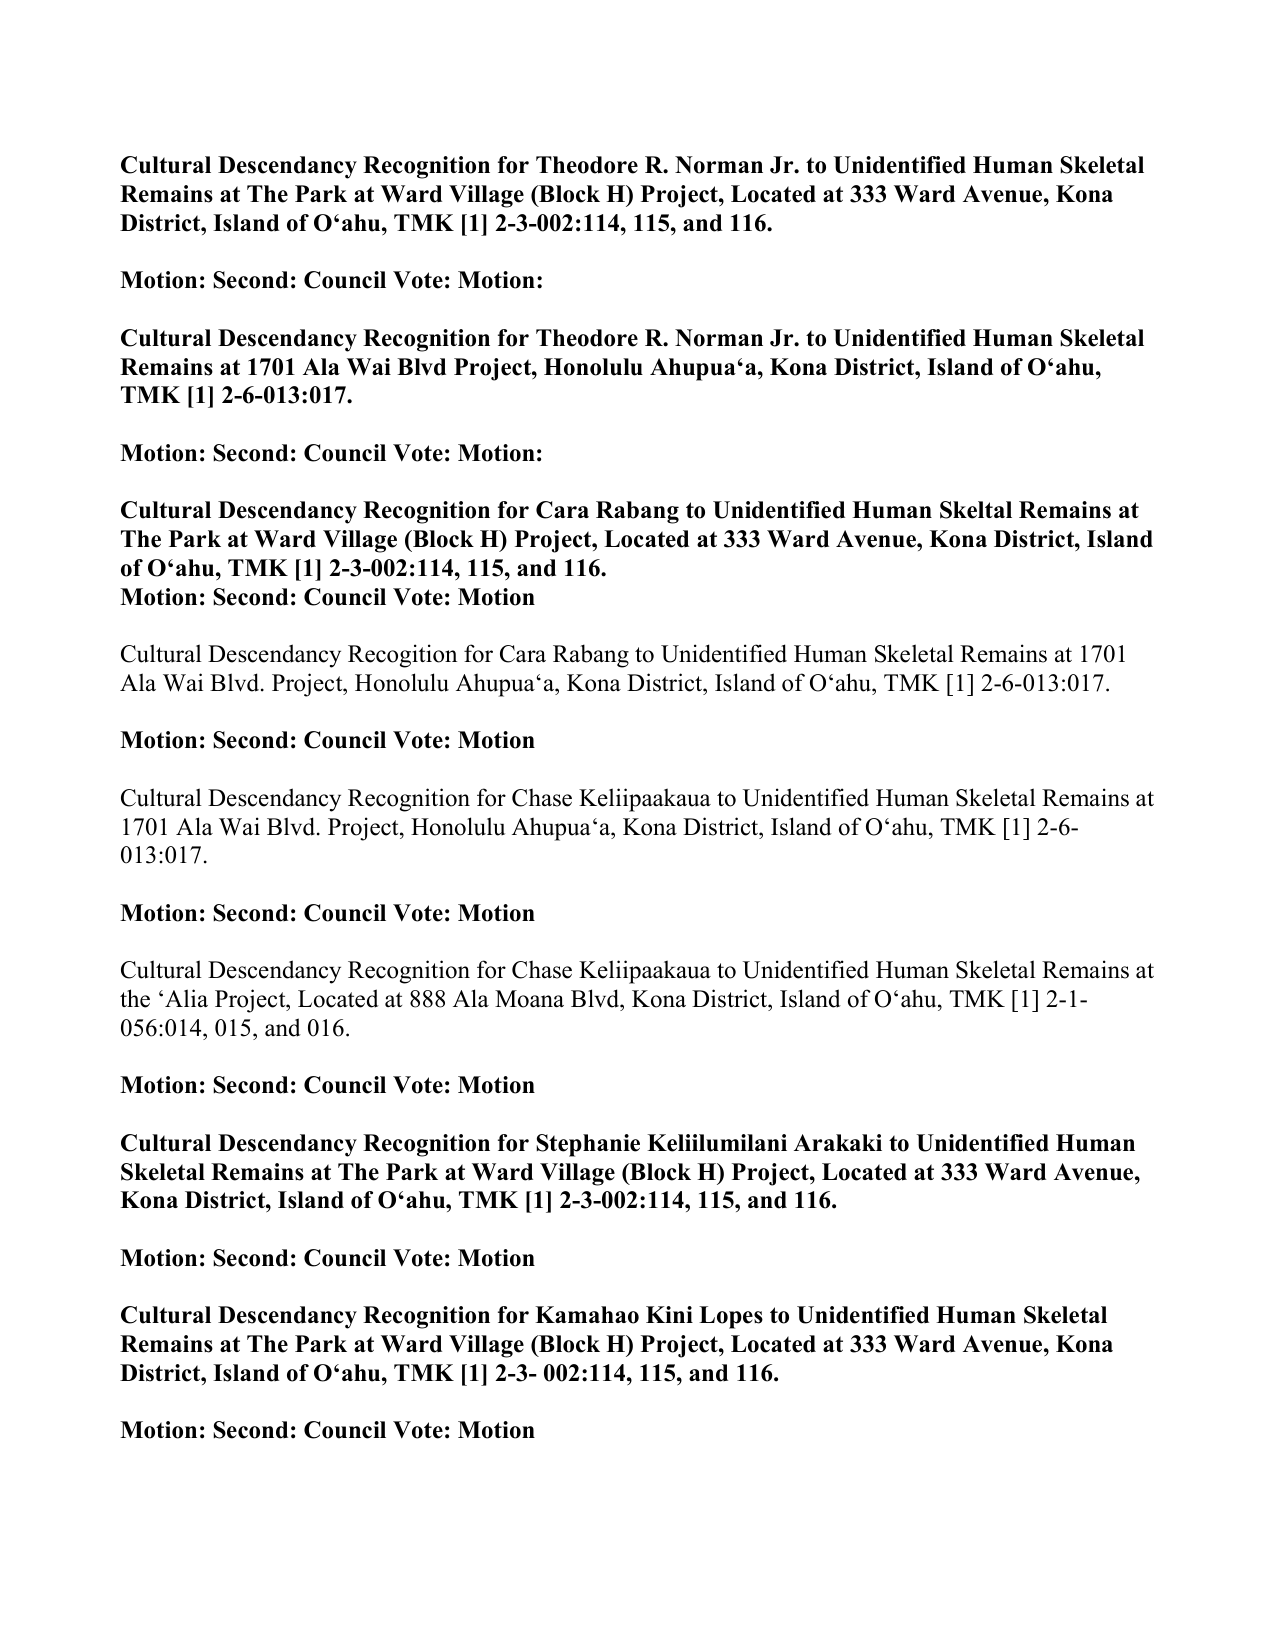 Cultural Descendancy Recognition for Theodore R. Norman Jr. to Unidentified Human Skeletal
Remains at The Park at Ward Village (Block H) Project, Located at 333 Ward Avenue, Kona
District, Island of Oʻahu, TMK [1] 2-3-002:114, 115, and 116.
Motion: Second: Council Vote: Motion:
Cultural Descendancy Recognition for Theodore R. Norman Jr. to Unidentified Human Skeletal
Remains at 1701 Ala Wai Blvd Project, Honolulu Ahupuaʻa, Kona District, Island of Oʻahu,
TMK [1] 2-6-013:017.
Motion: Second: Council Vote: Motion:
Cultural Descendancy Recognition for Cara Rabang to Unidentified Human Skeltal Remains at
The Park at Ward Village (Block H) Project, Located at 333 Ward Avenue, Kona District, Island
of Oʻahu, TMK [1] 2-3-002:114, 115, and 116.
Motion: Second: Council Vote: Motion
Cultural Descendancy Recogition for Cara Rabang to Unidentified Human Skeletal Remains at 1701
Ala Wai Blvd. Project, Honolulu Ahupuaʻa, Kona District, Island of Oʻahu, TMK [1] 2-6-013:017.
Motion: Second: Council Vote: Motion
Cultural Descendancy Recognition for Chase Keliipaakaua to Unidentified Human Skeletal Remains at
1701 Ala Wai Blvd. Project, Honolulu Ahupuaʻa, Kona District, Island of Oʻahu, TMK [1] 2-6-
013:017.
Motion: Second: Council Vote: Motion
Cultural Descendancy Recognition for Chase Keliipaakaua to Unidentified Human Skeletal Remains at
the ʻAlia Project, Located at 888 Ala Moana Blvd, Kona District, Island of Oʻahu, TMK [1] 2-1-
056:014, 015, and 016.
Motion: Second: Council Vote: Motion
Cultural Descendancy Recognition for Stephanie Keliilumilani Arakaki to Unidentified Human
Skeletal Remains at The Park at Ward Village (Block H) Project, Located at 333 Ward Avenue,
Kona District, Island of Oʻahu, TMK [1] 2-3-002:114, 115, and 116.
Motion: Second: Council Vote: Motion
Cultural Descendancy Recognition for Kamahao Kini Lopes to Unidentified Human Skeletal
Remains at The Park at Ward Village (Block H) Project, Located at 333 Ward Avenue, Kona
District, Island of Oʻahu, TMK [1] 2-3- 002:114, 115, and 116.
Motion: Second: Council Vote: Motion